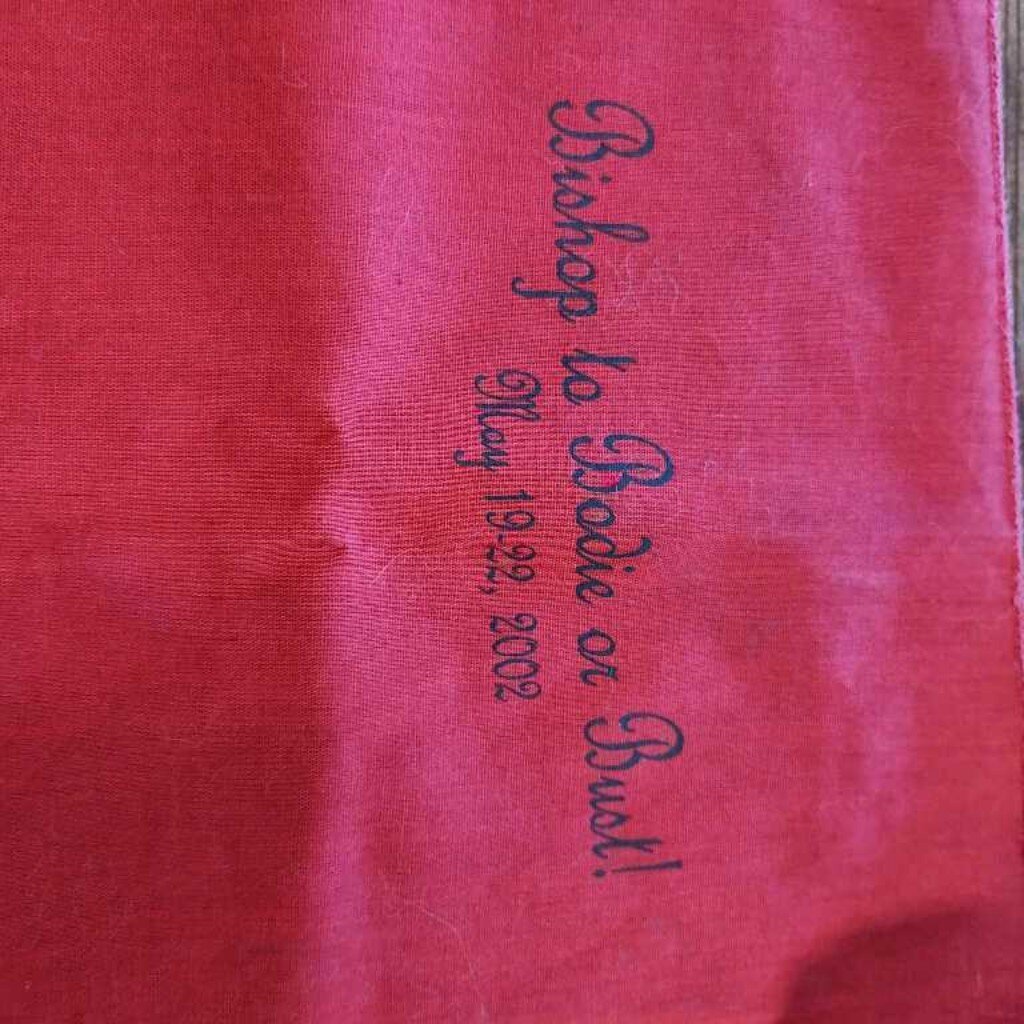 Bishop to Bodie or Bust!
May 19-22, 2002